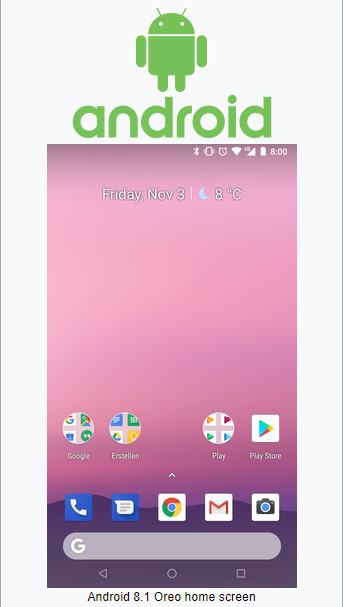 android
8:00
Friday, Nov 3 | 8 °C
Google Erstellen Play Play Store
G
Android 8.1 Oreo home screen